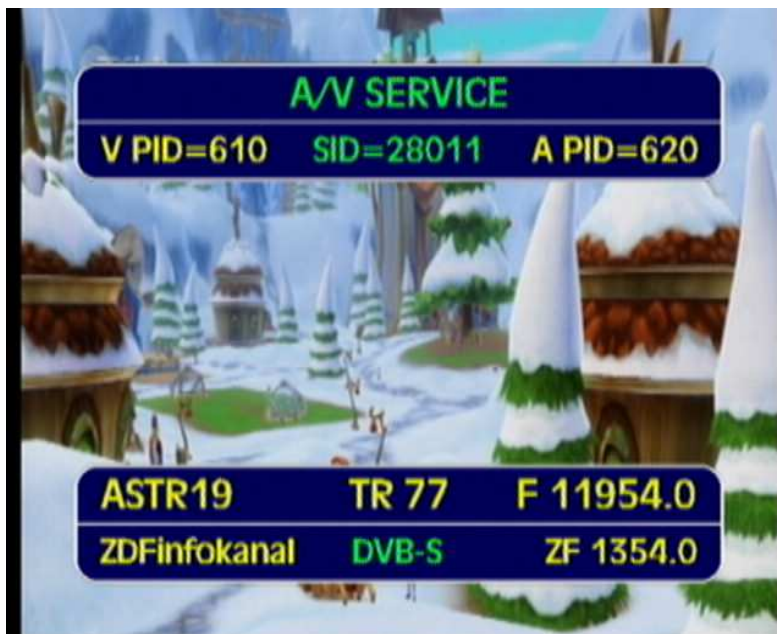 A/V SERVICE
V PID=610 SID=28011 A PID=620
ASTR19 TR 77 F 11954.0
ZDFinfokanal DVB-S ZF 1354.0